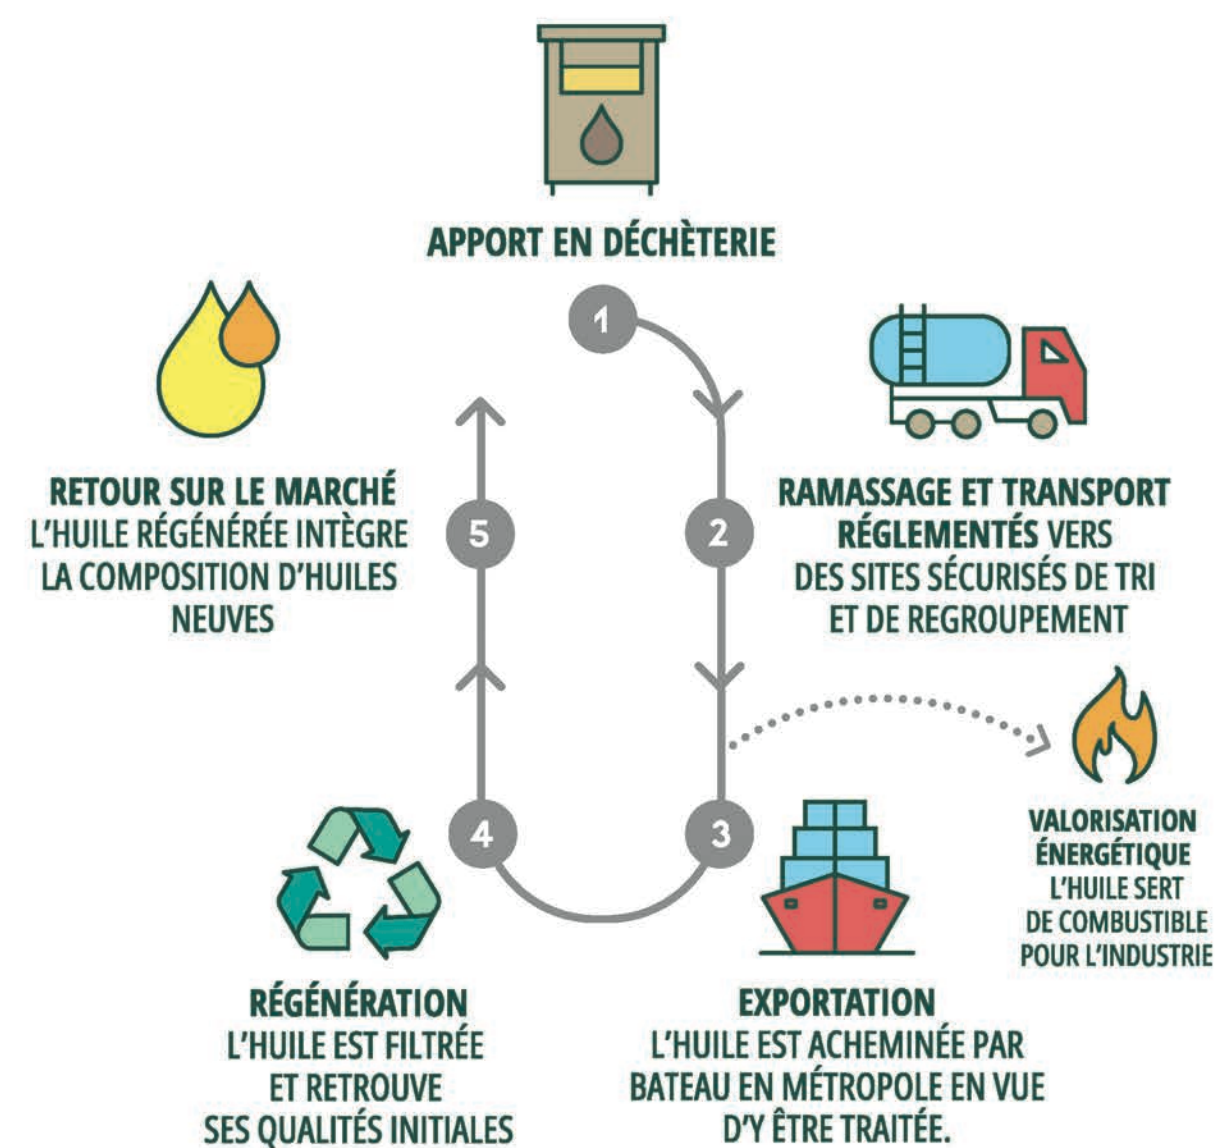 APPORT EN DÉCHÈTERIE
1
RAMASSAGE ET TRANSPORT
RÉGLEMENTÉS VERS
DES SITES SÉCURISÉS DE TRI
ET DE REGROUPEMENT
2
VALORISATION
ÉNERGÉTIQUE
L'HUILE SERT
DE COMBUSTIBLE
POUR L'INDUSTRIE
3
EXPORTATION
L'HUILE EST ACHEMINÉE PAR
BATEAU EN MÉTROPOLE EN VUE
D'Y ÊTRE TRAITÉE.
4
RÉGÉNÉRATION
L'HUILE EST FILTRÉE
ET RETROUVE
SES QUALITÉS INITIALES
5
RETOUR SUR LE MARCHÉ
L'HUILE RÉGÉNÉRÉE INTÈGRE
LA COMPOSITION D'HUILES
NEUVES